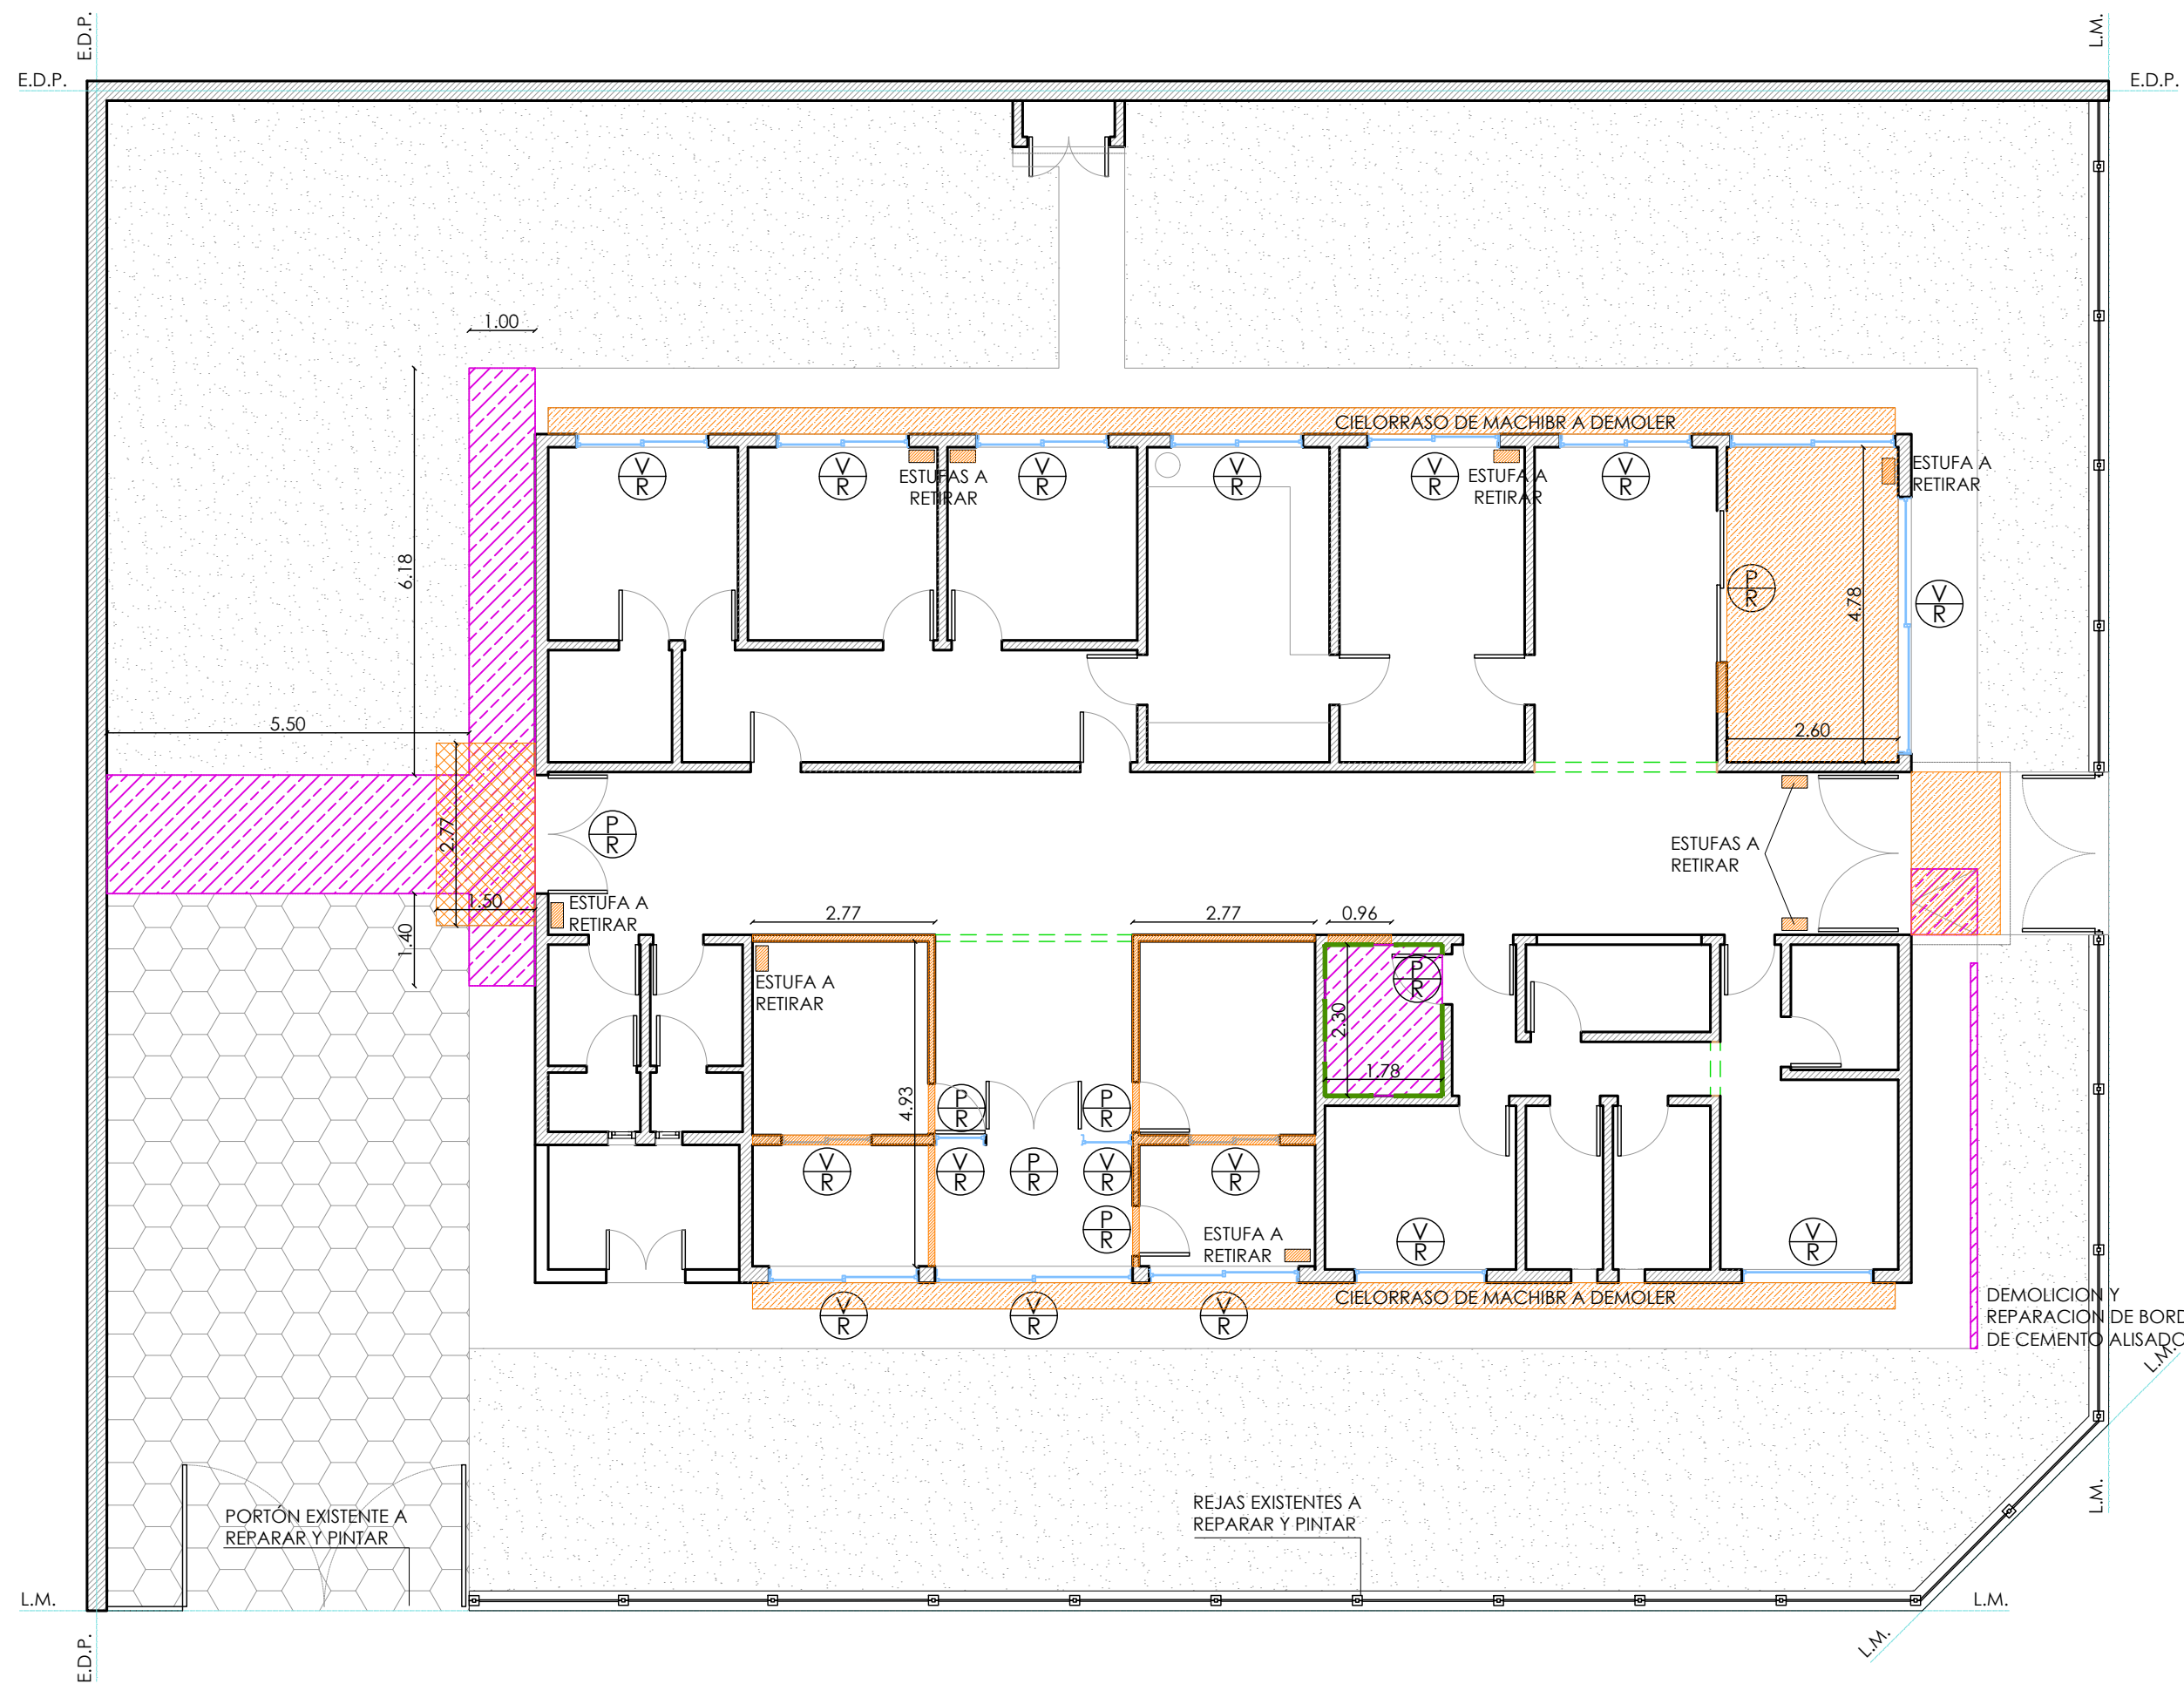 E.D.P.
L.M.
E.D.P.
E.D.P.
1.00
CIELORRASO DE MACHIBR A DEMOLER
V
R
V
R
V
R
V
R
V
R
V
R
ESTUFAS A
RETIRAR
ESTUFA A
RETIRAR
ESTUFA A
RETIRAR
6.18
P
R
4.78
V
R
5.50
2.60
2.77
P
R
ESTUFAS A
RETIRAR
1.50
1.40
ESTUFA A
RETIRAR
2.77
2.77
0.96
ESTUFA A
RETIRAR
P
R
2.30
1.78
4.93
P
R
P
R
V
R
V
R
P
R
V
R
V
R
P
R
ESTUFA A
RETIRAR
V
R
V
R
CIELORRASO DE MACHIBR A DEMOLER
V
R
V
R
V
R
DEMOLICION Y
REPARACION DE BORD
DE CEMENTO ALISADO
L.M.
L.M.
PORTÓN EXISTENTE A
REPARAR Y PINTAR
REJAS EXISTENTES A
REPARAR Y PINTAR
L.M.
L.M.
L.M.
E.D.P.